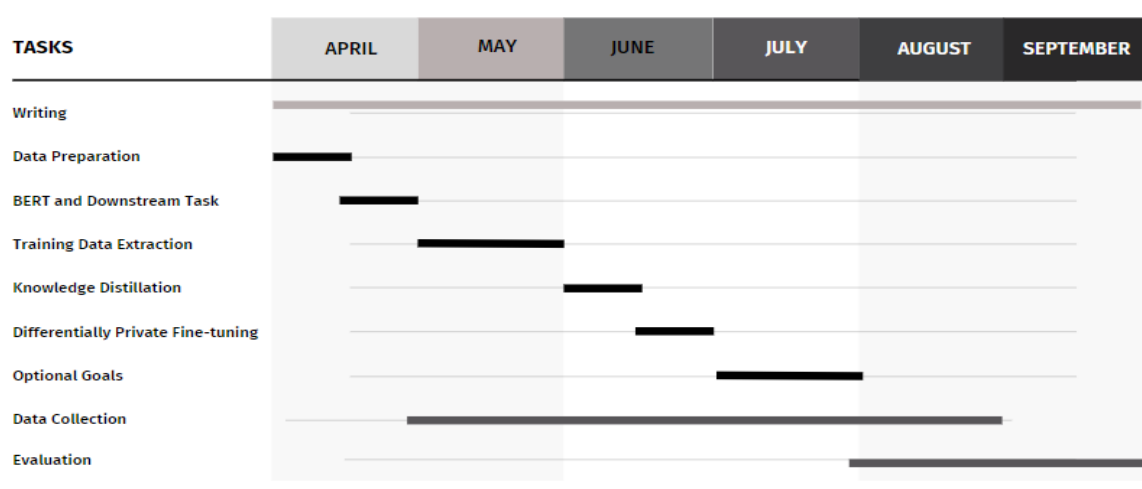 TASKS APRIL MAY JUNE JULY AUGUST SEPTEMBER
Writing
Data Preparation
BERT and Downstream Task
Training Data Extraction
Knowledge Distillation
Differentially Private Fine-tuning
Optional Goals
Data Collection
Evaluation